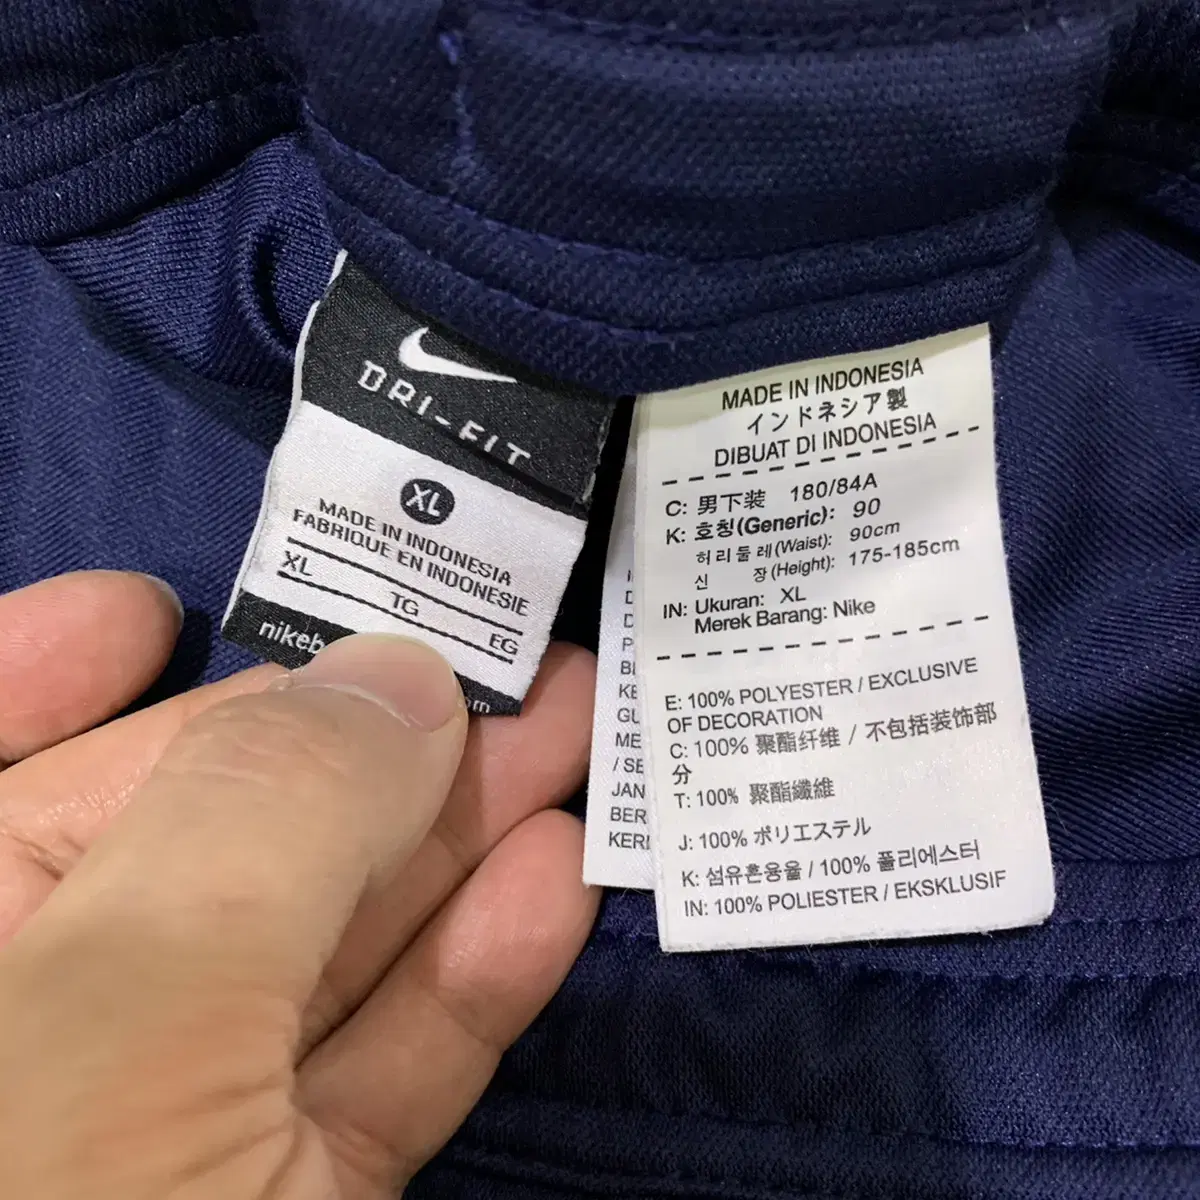 DRI-FIT
XL
MADE IN INDONESIA
FABRIQUE EN INDONESIE
XL
TG
EG
MADE IN INDONESIA
インドネシア製
DIBUAT DI INDONESIA
C: 男下装 180/84A
K: 호칭(Generic): 90
허리둘레(Waist): 90cm
신 장(Height): 175-185cm
IN: Ukuran: XL
Merek Barang: Nike
E: 100% POLYESTER / EXCLUSIVE
OF DECORATION
C: 100% 聚酯纤维 / 不包括装饰部
分
T: 100% 聚酯纖維
J: 100% ポリエステル
K: 섬유혼용율 / 100% 폴리에스터
IN: 100% POLIESTER / EKSKLUSIF